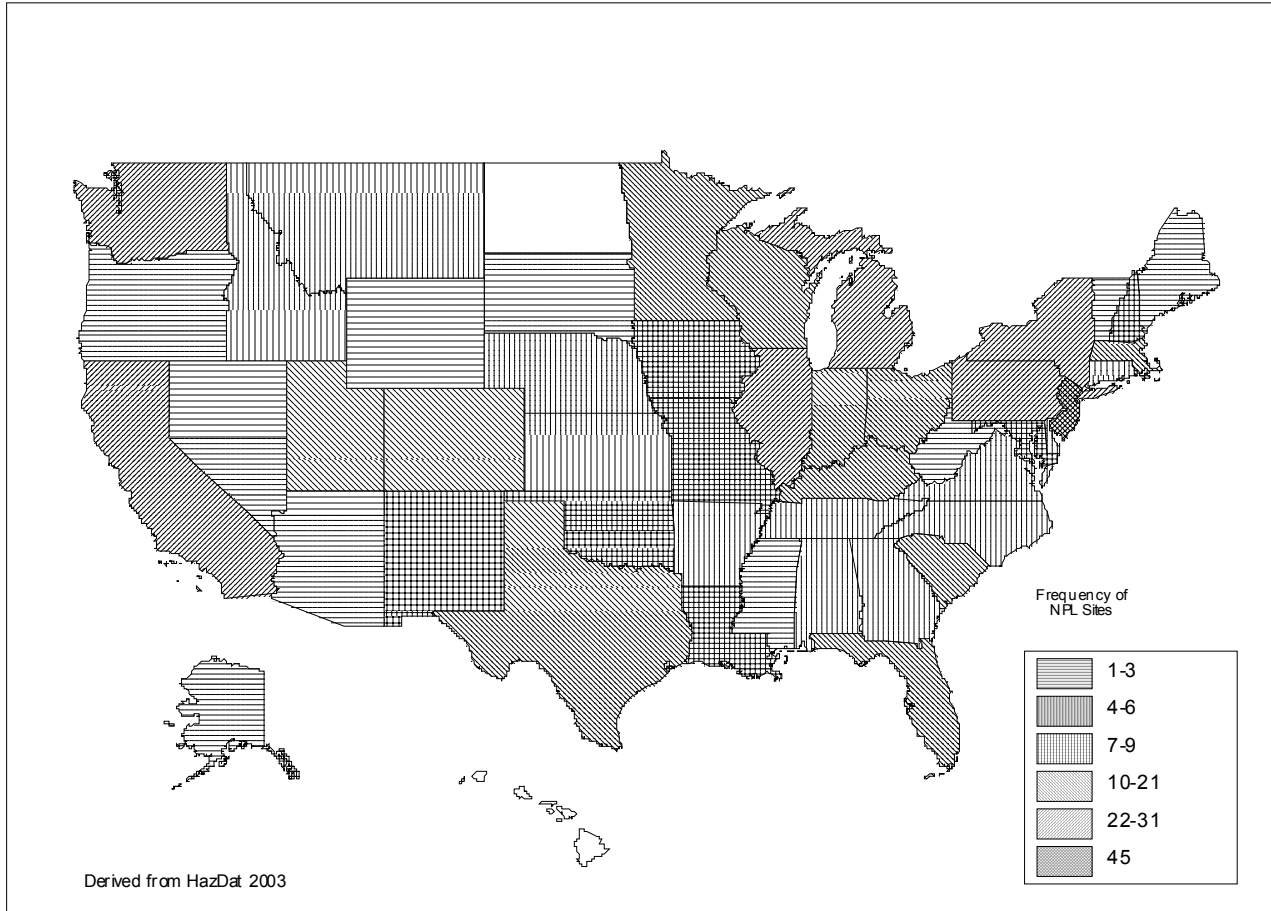 Frequency of
NPL Sites
1-3
4-6
7-9
10-21
22-31
45
Derived from HazDat 2003